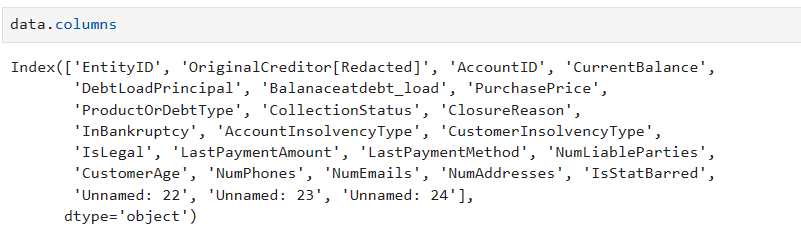 data.columns
Index(['EntityID', 'OriginalCreditor[Redacted]', 'AccountID', 'CurrentBalance',
'DebtLoadPrincipal', 'Balanaceatdebt_load', 'PurchasePrice',
'ProductOrDebtType', 'CollectionStatus', 'ClosureReason',
'InBankruptcy', 'AccountInsolvencyType', 'CustomerInsolvencyType',
'IsLegal', 'LastPaymentAmount', 'LastPaymentMethod', 'NumLiableParties',
'CustomerAge', 'NumPhones', 'NumEmails', 'NumAddresses', 'IsStatBarred',
'Unnamed: 22', 'Unnamed: 23', 'Unnamed: 24'],
dtype='object')